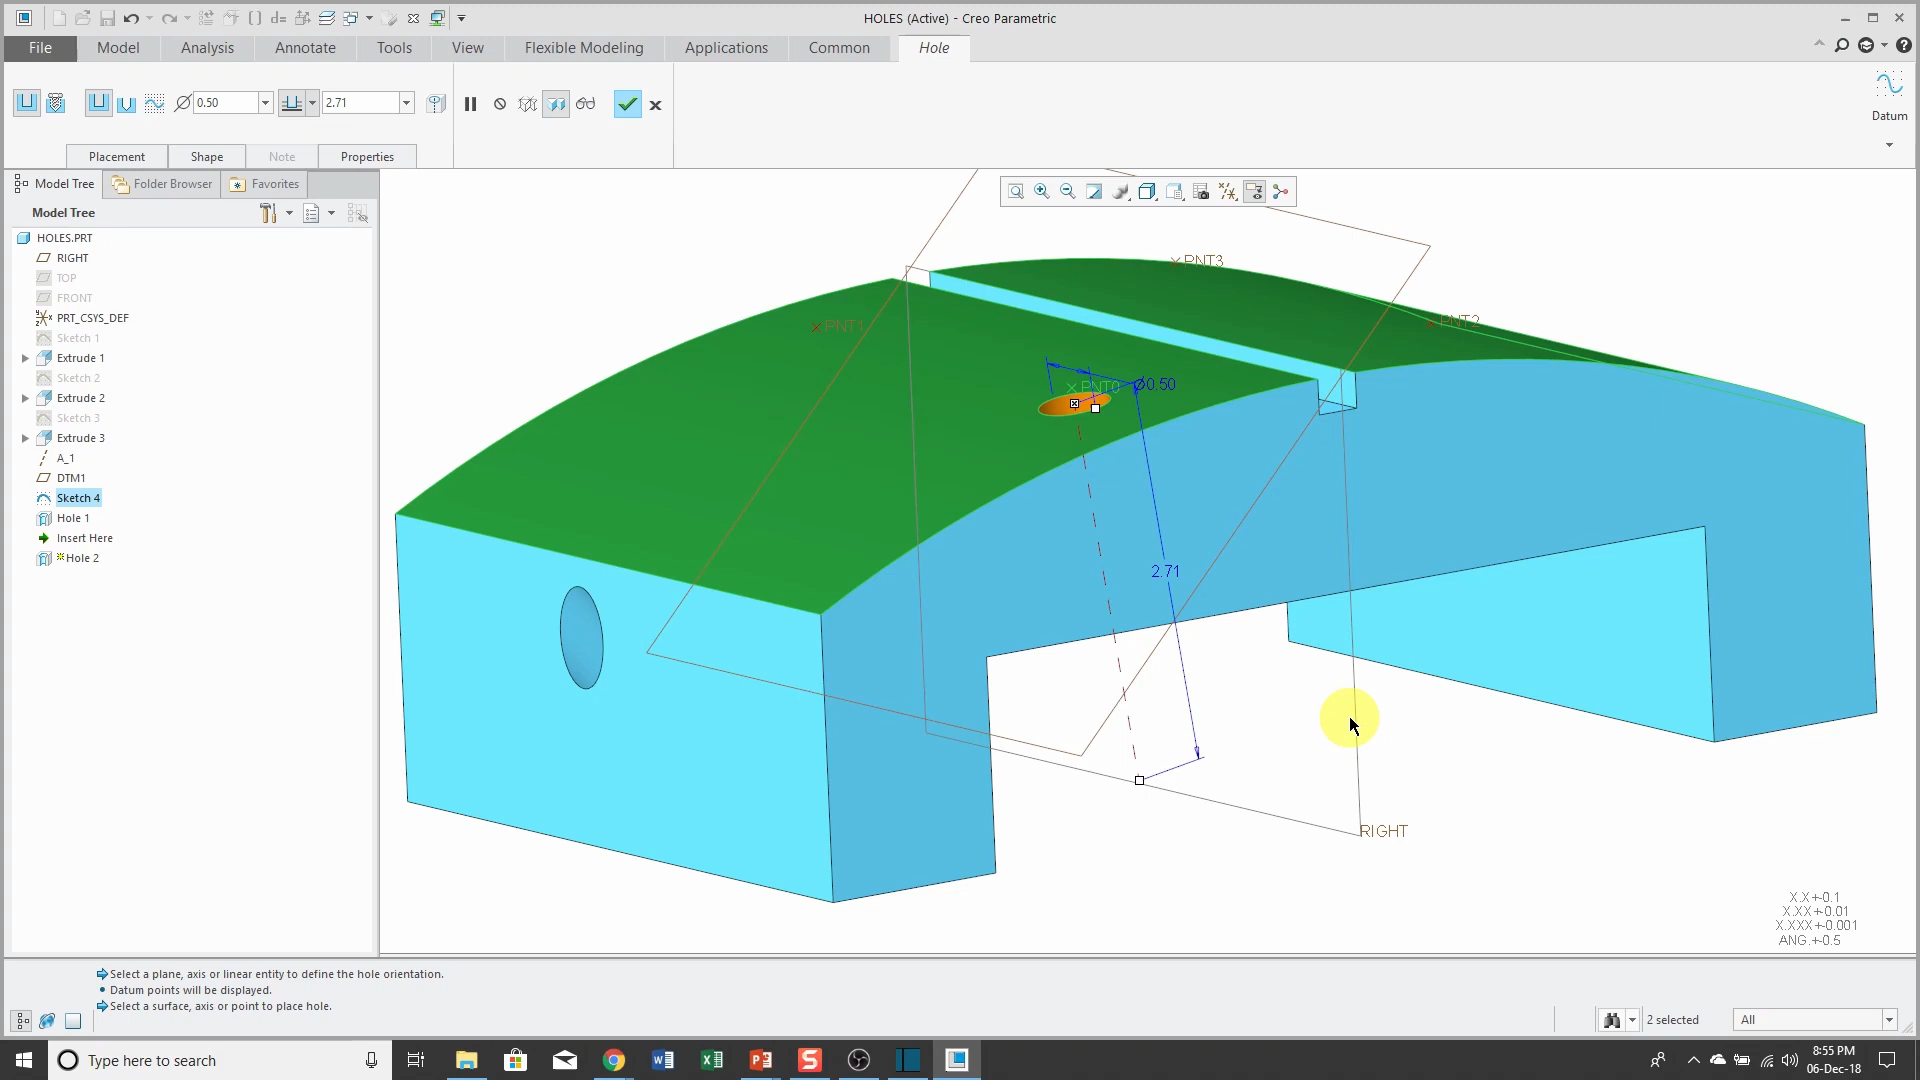 HOLES (Active) - Creo Parametric
File Model Analysis Annotate Tools View Flexible Modeling Applications Common Hole
0.50 2.71
Datum
Placement Shape Note Properties
Model Tree Folder Browser Favorites
Model Tree
HOLES.PRT
RIGHT
TOP
FRONT
PRT_CSYS_DEF
Sketch 1
Extrude 1
Sketch 2
Extrude 2
Sketch 3
Extrude 3
A_1
DTM1
Sketch 4
Hole 1
Insert Here
Hole 2
PNT3
PNT2
PNT1
PNT0
Ø0.50
2.71
RIGHT
X.X+-0.1
X.XX+-0.01
X.XXX+-0.001
ANG.+-0.5
Select a plane, axis or linear entity to define the hole orientation.
Datum points will be displayed.
Select a surface, axis or point to place hole.
2 selected
All
Type here to search
8:55 PM
06-Dec-18